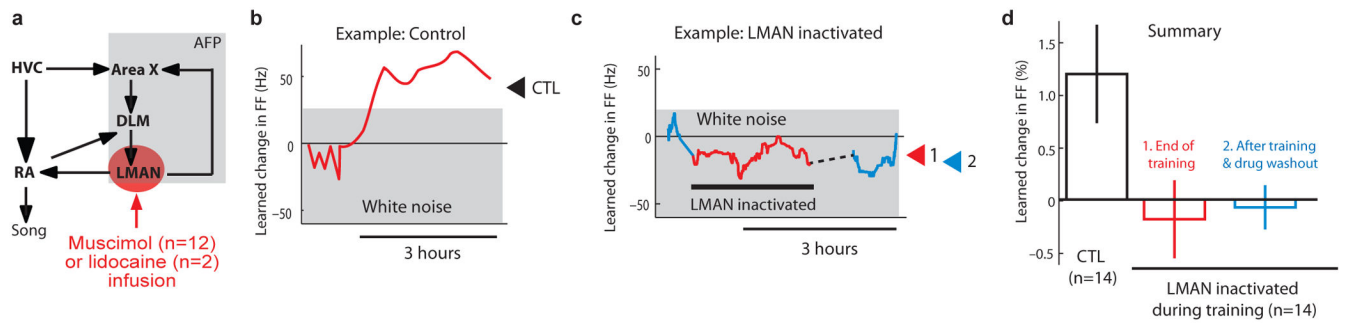 a
AFP
HVC
Area X
DLM
RA
LMAN
Song
Muscimol (n=12)
or lidocaine (n=2)
infusion
b
Example: Control
Learned change in FF (Hz)
50
0
−50
CTL
White noise
3 hours
c
Example: LMAN inactivated
Learned change in FF (Hz)
50
0
−50
White noise
1
2
LMAN inactivated
3 hours
d
Summary
Learned change in FF (%)
1.5
1.0
0.5
0
−0.5
1. End of
training
2. After training
& drug washout
CTL
(n=14)
LMAN inactivated
during training (n=14)